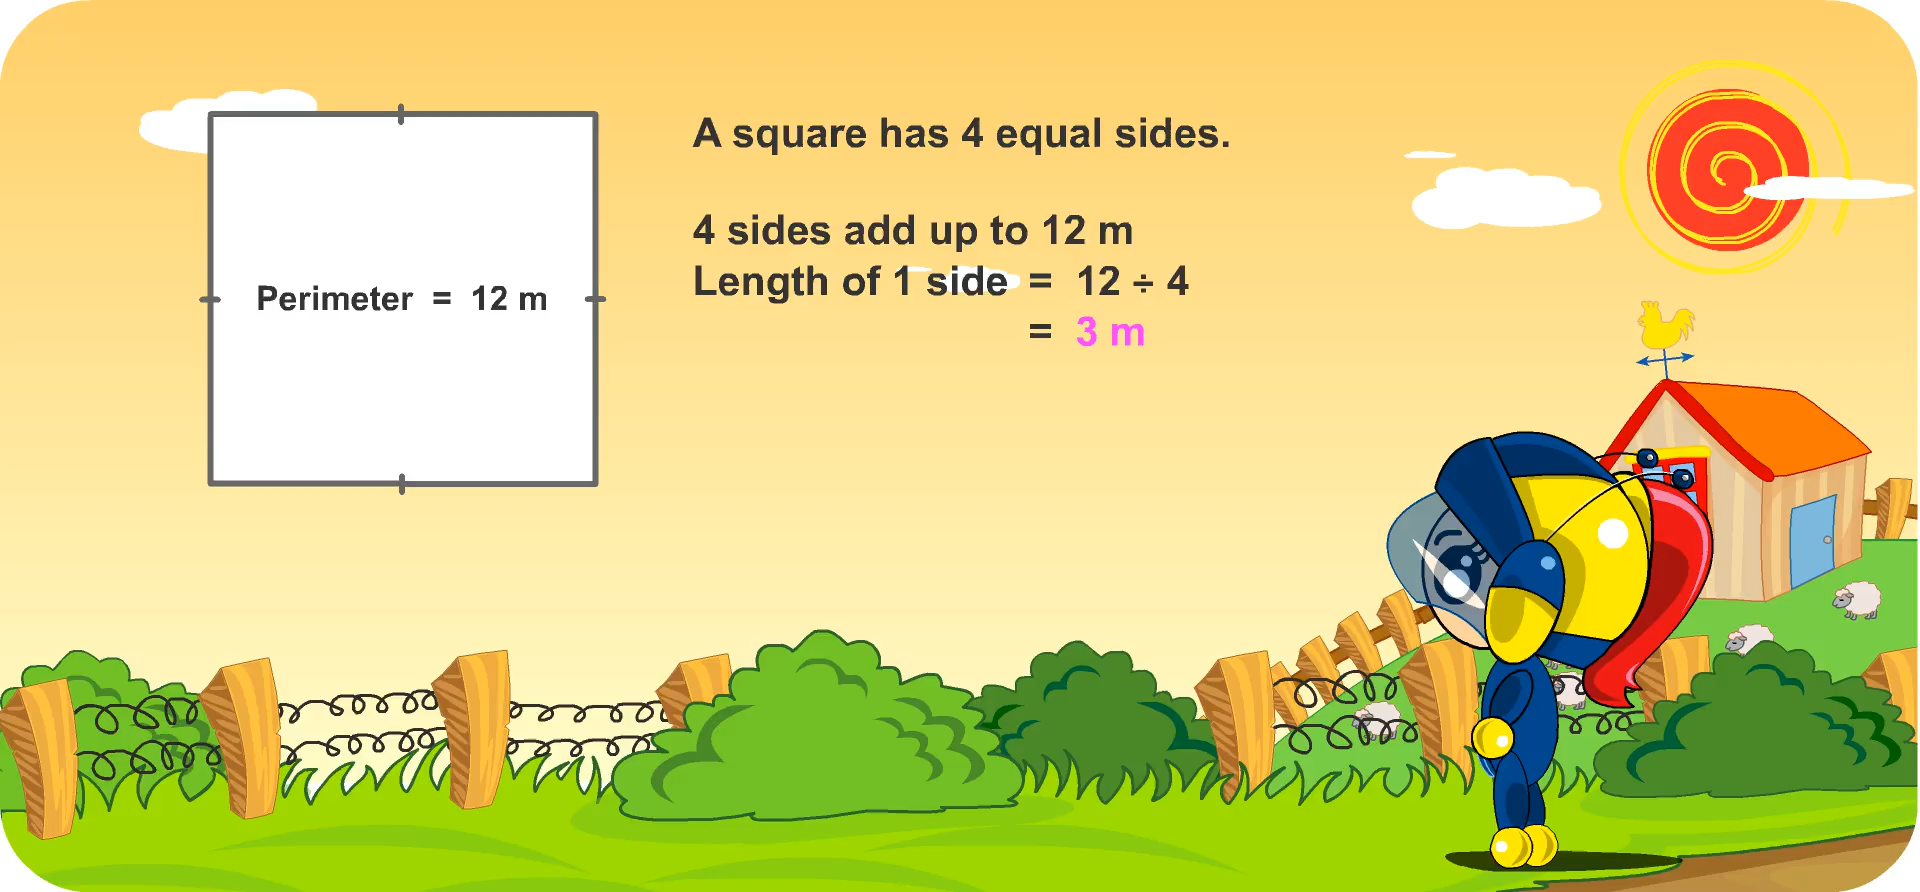 A square has 4 equal sides.
4 sides add up to 12 m
Length of 1 side = 12 ÷ 4
= 3 m
Perimeter = 12 m